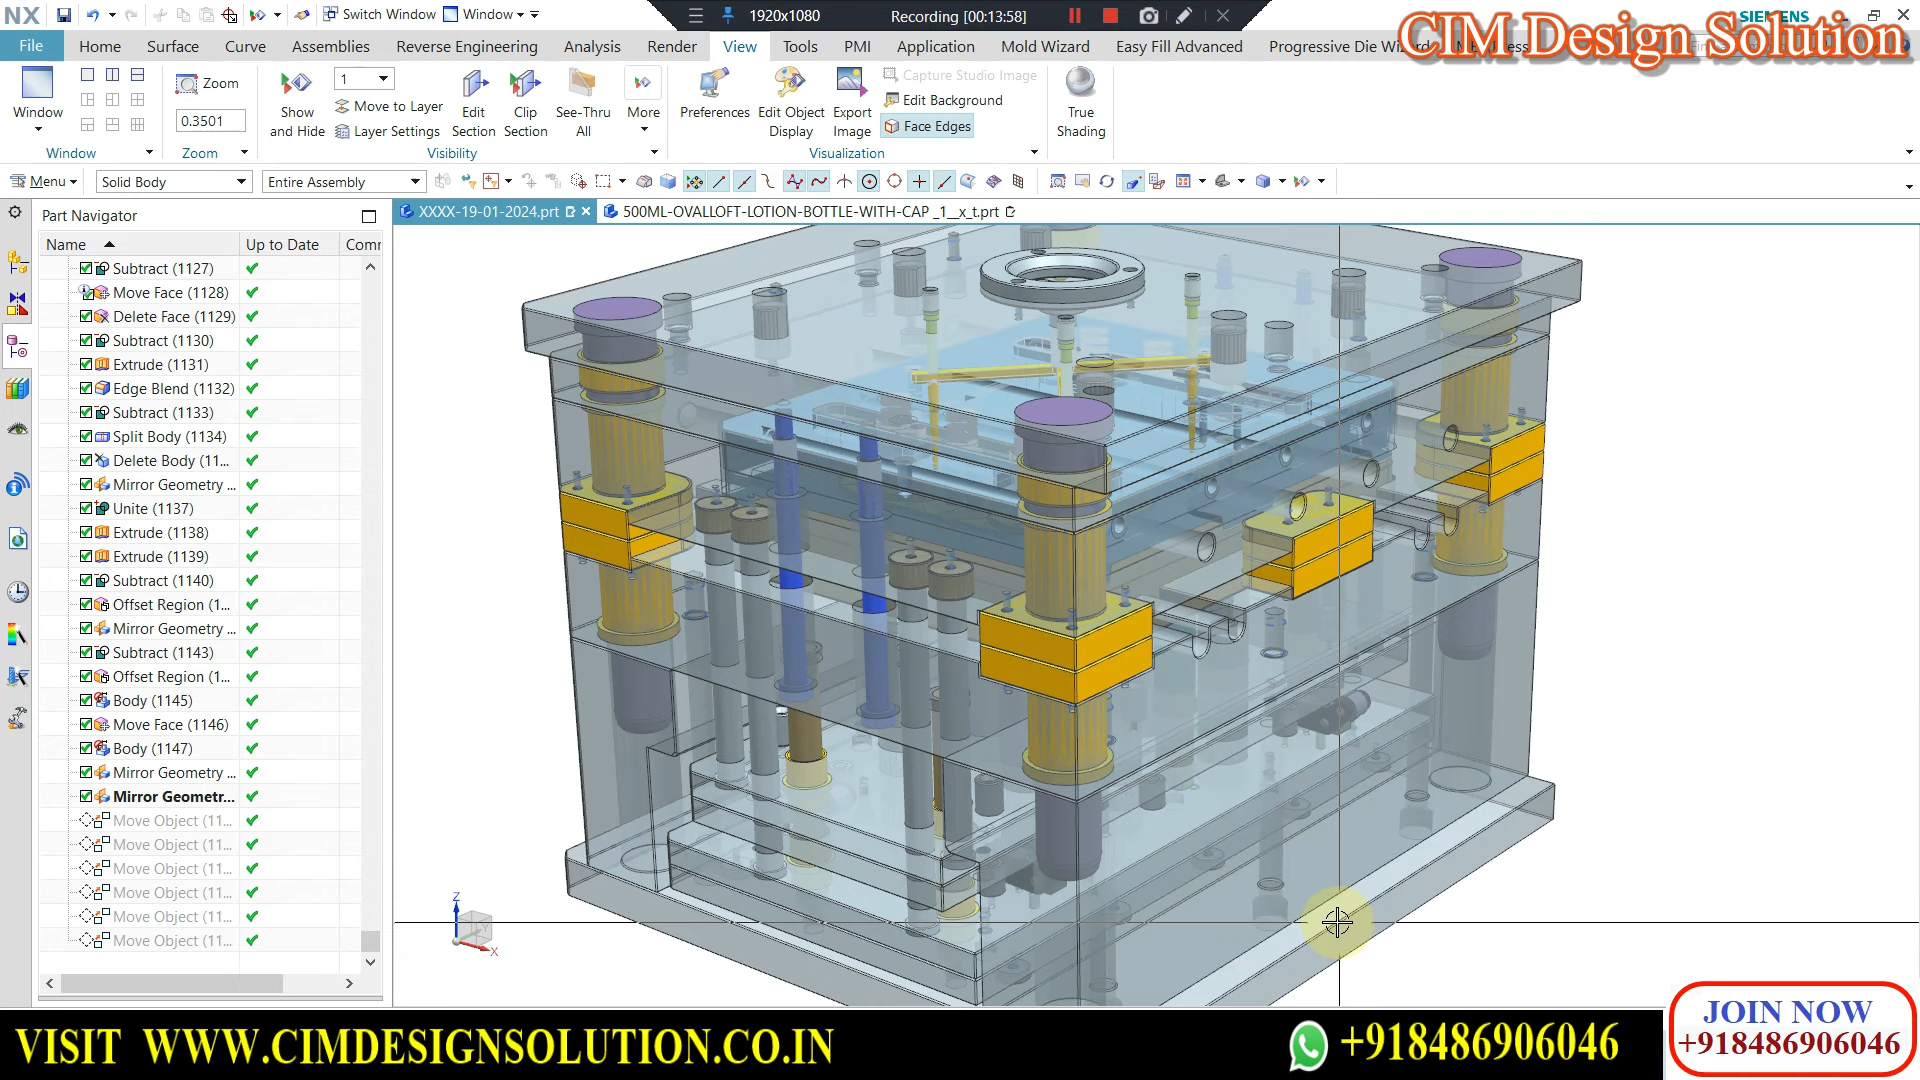 NX
Switch Window
Window
1920x1080
Recording [00:13:58]
SIEMENS
CIM Design Solution
File
Home
Surface
Curve
Assemblies
Reverse Engineering
Analysis
Render
View
Tools
PMI
Application
Mold Wizard
Easy Fill Advanced
Progressive Die
Window
Zoom
0.3501
Show
and Hide
1
Move to Layer
Layer Settings
Edit
Section
Clip
Section
See-Thru
All
More
Preferences
Edit Object
Display
Export
Image
Capture Studio Image
Edit Background
Face Edges
True
Shading
Window
Zoom
Visibility
Visualization
Menu
Solid Body
Entire Assembly
Part Navigator
XXXX-19-01-2024.prt
500ML-OVALLOFT-LOTION-BOTTLE-WITH-CAP _1__x_t.prt
Name
Up to Date
Comr
Subtract (1127)
Move Face (1128)
Delete Face (1129)
Subtract (1130)
Extrude (1131)
Edge Blend (1132)
Subtract (1133)
Split Body (1134)
Delete Body (11...
Mirror Geometry ...
Unite (1137)
Extrude (1138)
Extrude (1139)
Subtract (1140)
Offset Region (1...
Mirror Geometry ...
Subtract (1143)
Offset Region (1...
Body (1145)
Move Face (1146)
Body (1147)
Mirror Geometry ...
Mirror Geometr...
Move Object (11...
Move Object (11...
Move Object (11...
Move Object (11...
Move Object (11...
Move Object (11...
Z
Y
X
VISIT WWW.CIMDESIGNSOLUTION.CO.IN
+918486906046
JOIN NOW
+918486906046